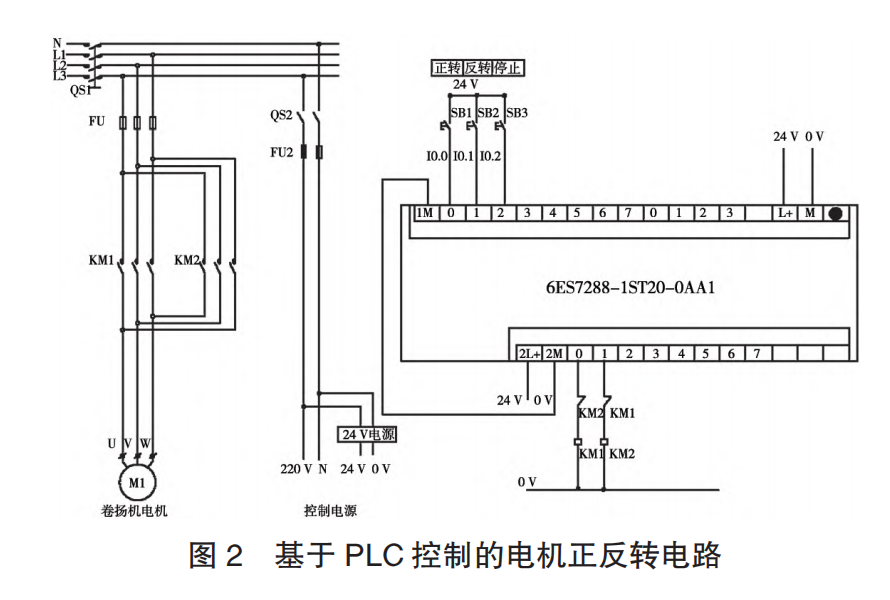 N
L1
L2
L3
QS1
FU
QS2
FU2
KM1 KM2
U V W
M1
卷扬机电机
220 V N 24 V 0 V
24 V电源
控制电源
正转 反转 停止
24 V
SB1 SB2 SB3
I0.0 I0.1 I0.2
24 V 0 V
1M 0 1 2 3 4 5 6 7 0 1 2 3 L+ M
6ES7288-1ST20-0AA1
2L+ 2M 0 1 2 3 4 5 6 7
24 V 0 V
KM2 KM1
KM1 KM2
0 V
图 2 基于 PLC 控制的电机正反转电路